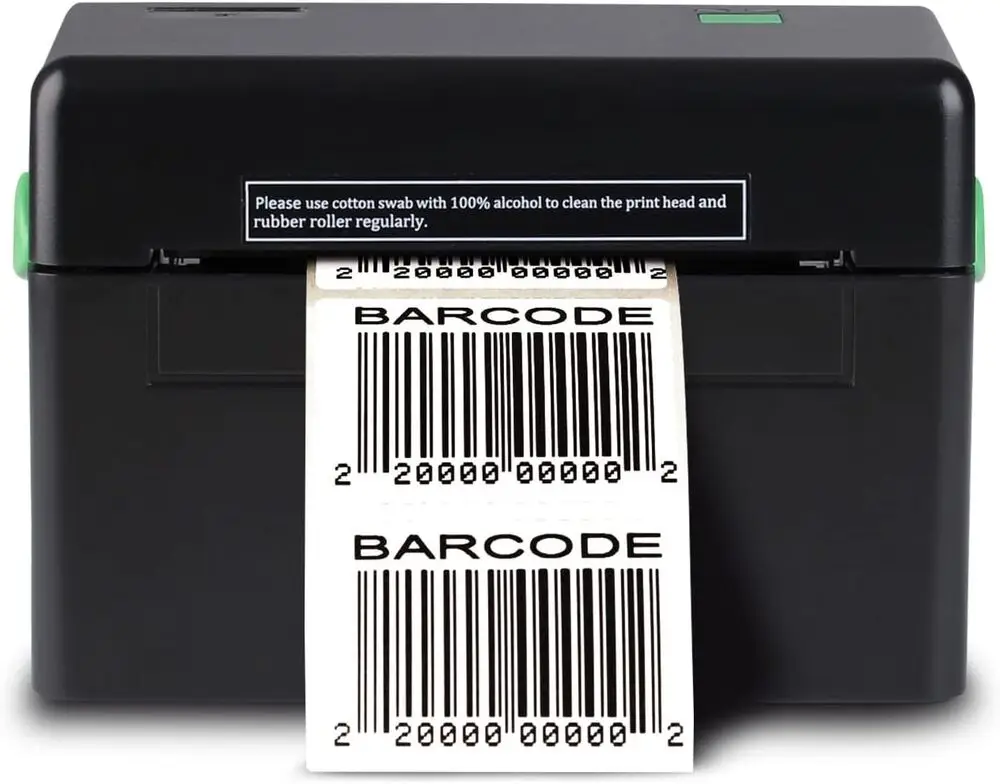 Please use cotton swab with 100% alcohol to clean the print head and
rubber roller regularly.
2 20000 00000 2
BARCODE
2 20000 00000 2
BARCODE
2 20000 00000 2